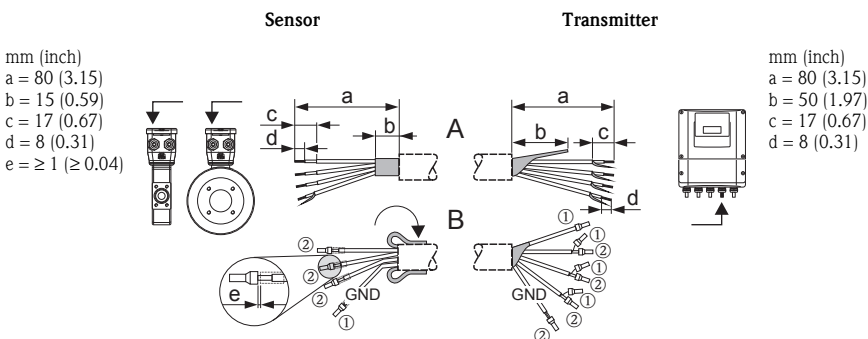 Sensor
Transmitter
mm (inch)
a = 80 (3.15)
b = 15 (0.59)
c = 17 (0.67)
d = 8 (0.31)
e = ≥ 1 (≥ 0.04)
mm (inch)
a = 80 (3.15)
b = 50 (1.97)
c = 17 (0.67)
d = 8 (0.31)
a
c
b
d
A
a
b
c
d
B
②
②
②
GND
①
e
①
①
②
①
②
①
②
GND
②